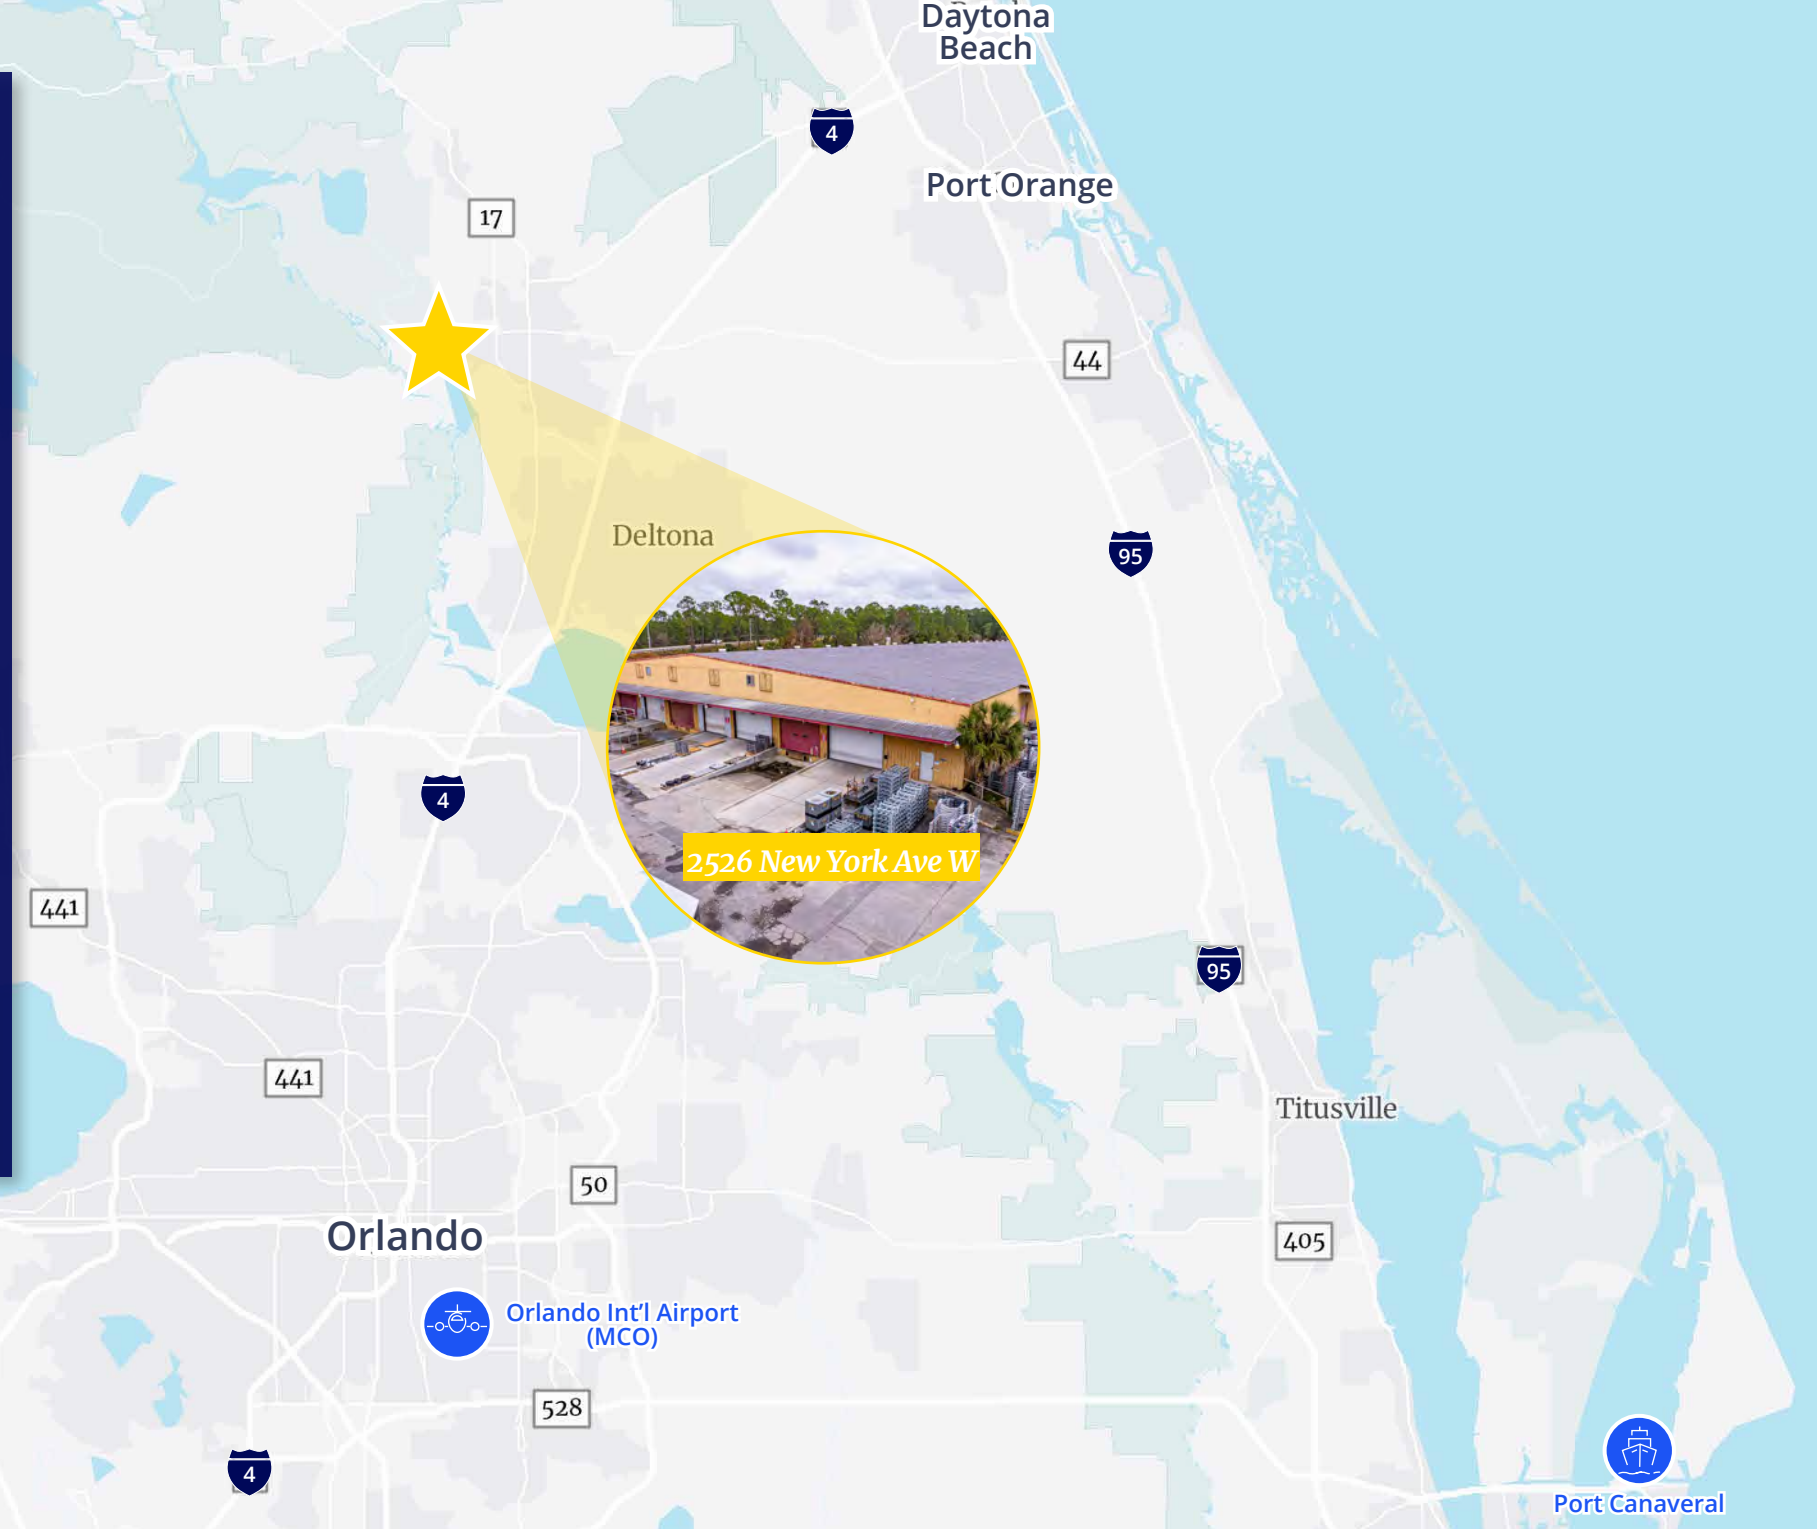 Daytona
Beach
4
Port Orange
17
44
Deltona
95
4
2526 New York Ave W
441
95
441
Titusville
50
Orlando
405
Orlando Int’l Airport
(MCO)
528
4
Port Canaveral